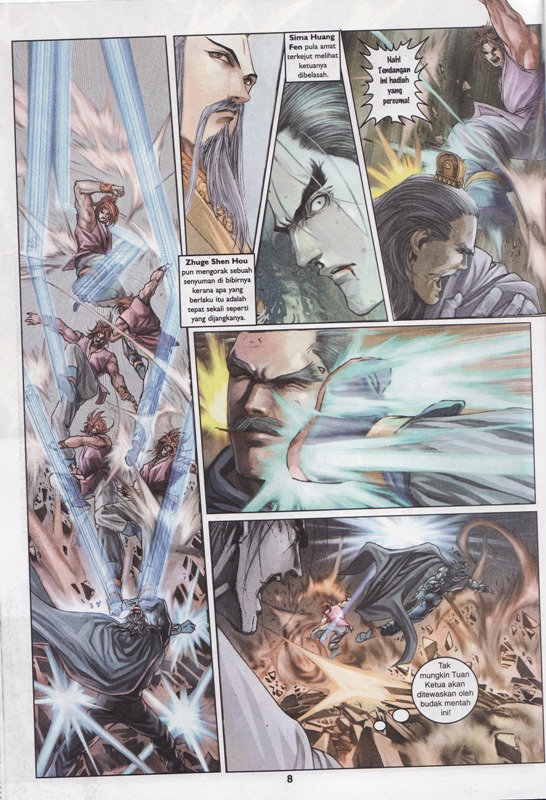 Sima Huang
Fen pula amat
terkejut melihat
ketuanya
dibelasah.
Nah!
Tendangan
ini hadiah
yang
percuma!
Zhuge Shen Hou
pun mengorak sebuah
senyuman di bibirnya
kerana apa yang
berlaku itu adalah
tepat sekali seperti
yang dijangkanya.
Tak
mungkin Tuan
Ketua akan
ditewaskan oleh
budak mentah
ini!
8